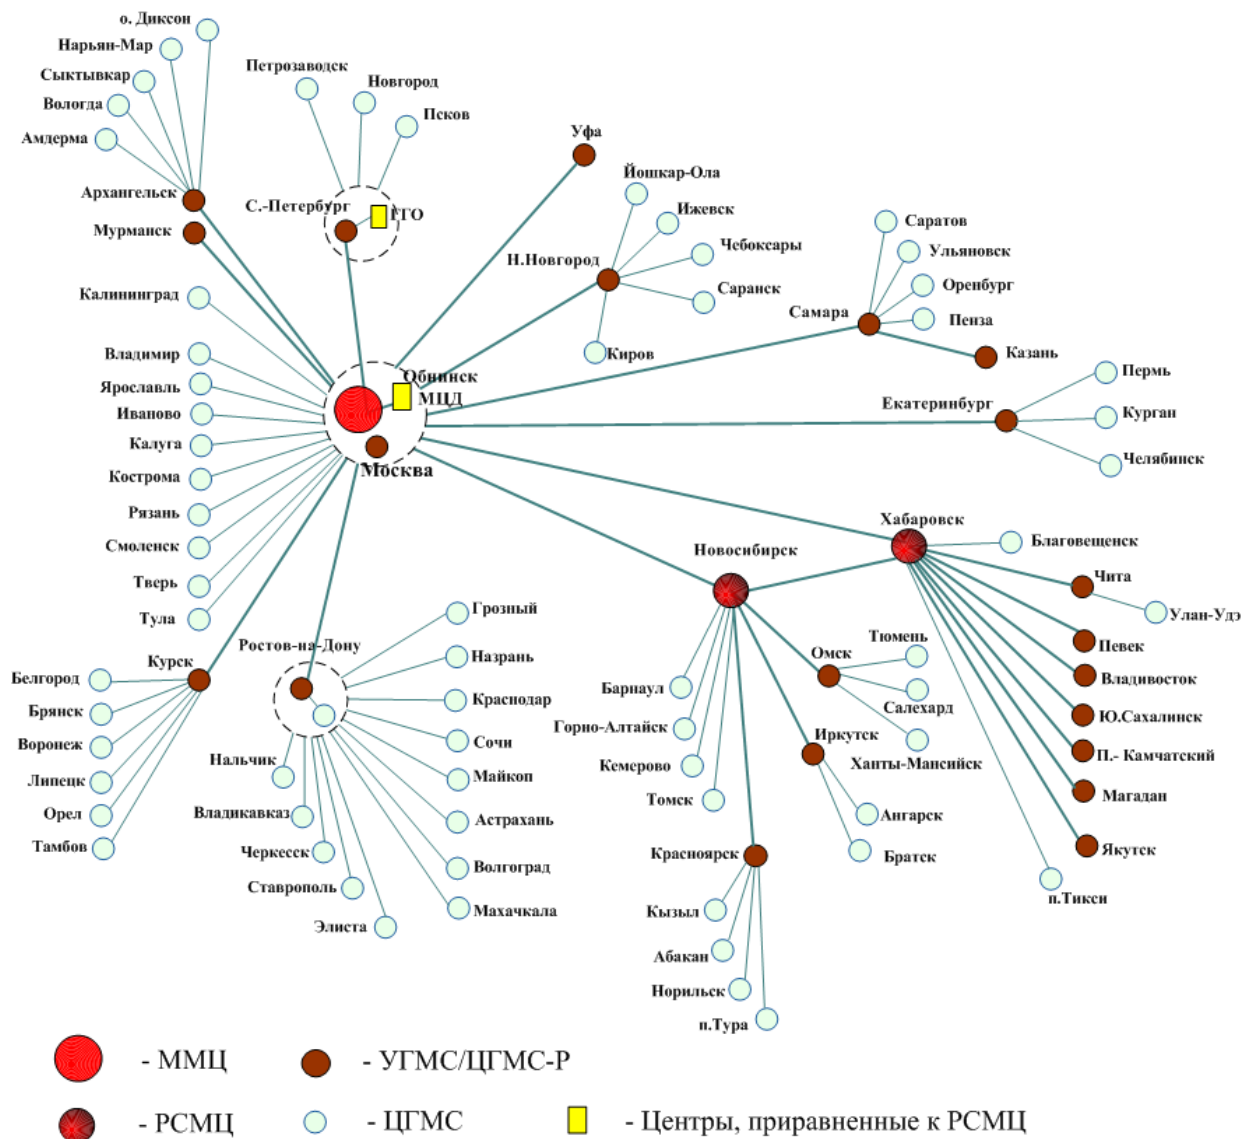 о. Диксон
Нарьян-Мар
Сыктывкар
Вологда
Амдерма
Архангельск
Мурманск
Петрозаводск
Новгород
Псков
С.-Петербург
ГГО
Уфа
Йошкар-Ола
Ижевск
Чебоксары
Н.Новгород
Саранск
Киров
Саратов
Ульяновск
Оренбург
Самара
Пенза
Казань
Калининград
Владимир
Ярославль
Иваново
Калуга
Кострома
Рязань
Смоленск
Тверь
Тула
Обнинск
МЦД
Москва
Екатеринбург
Пермь
Курган
Челябинск
Хабаровск
Новосибирск
Благовещенск
Чита
Улан-Удэ
Певек
Владивосток
Ю.Сахалинск
П.- Камчатский
Магадан
Якутск
п.Тикси
Курск
Белгород
Брянск
Воронеж
Липецк
Орел
Тамбов
Ростов-на-Дону
Грозный
Назрань
Краснодар
Сочи
Майкоп
Астрахань
Волгоград
Махачкала
Нальчик
Владикавказ
Черкесск
Ставрополь
Элиста
Барнаул
Горно-Алтайск
Кемерово
Томск
Омск
Тюмень
Салехард
Ханты-Мансийск
Иркутск
Ангарск
Братск
Красноярск
Кызыл
Абакан
Норильск
п.Тура
- ММЦ
- УГМС/ЦГМС-Р
- РСМЦ
- ЦГМС
- Центры, приравненные к РСМЦ